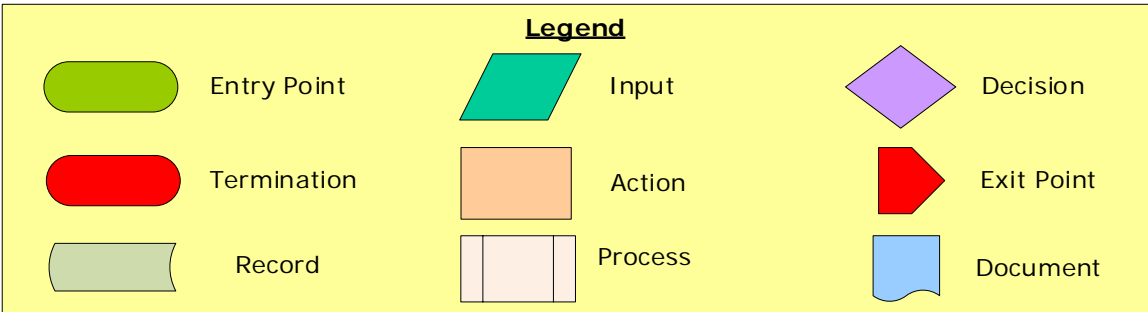 Legend
Entry Point
Input
Decision
Termination
Action
Exit Point
Record
Process
Document